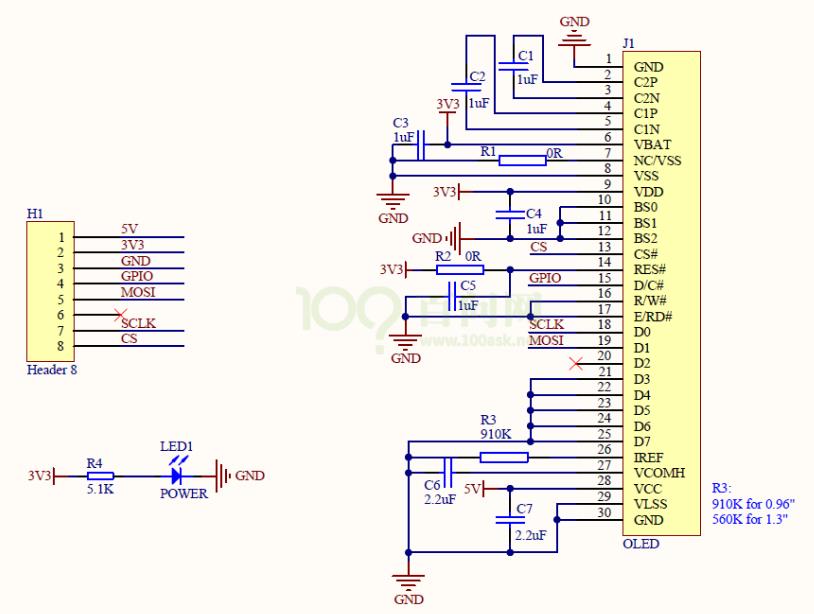 GND
J1
1 GND
2 C2P
3 C2N
4 C1P
5 C1N
6 VBAT
7 NC/VSS
8 VSS
9 VDD
10 BS0
11 BS1
12 BS2
13 CS#
14 RES#
15 D/C#
16 R/W#
17 E/RD#
18 D0
19 D1
20 D2
21 D3
22 D4
23 D5
24 D6
25 D7
26 IREF
27 VCOMH
28 VCC
29 VLSS
30 GND
OLED
C1
1uF
C2
1uF
3V3
C3
1uF
R1
0R
GND
3V3
C4
1uF
GND
CS
R2 0R
3V3
GPIO
C5
1uF
GND
SCLK
MOSI
R3
910K
C6
2.2uF
5V
C7
2.2uF
GND
R3:
910K for 0.96"
560K for 1.3"
H1
1 5V
2 3V3
3 GND
4 GPIO
5 MOSI
6
7 SCLK
8 CS
Header 8
LED1
3V3
R4
5.1K
POWER
GND
www.100ask.ne